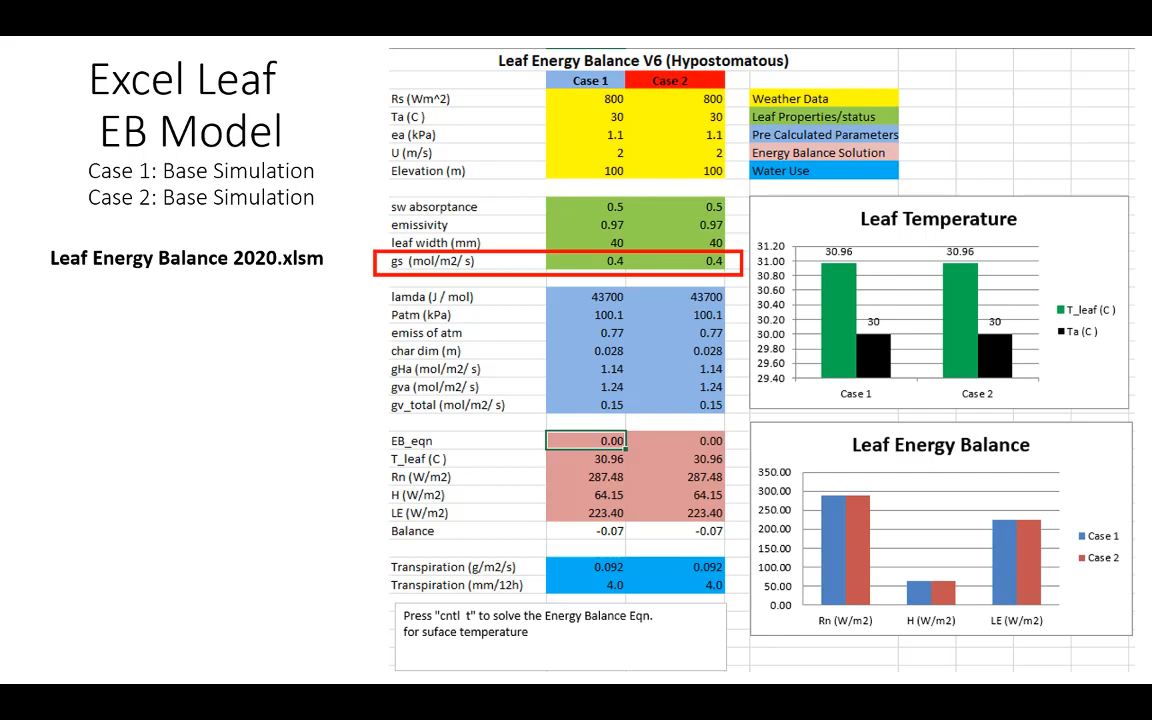 Excel Leaf
EB Model
Case 1: Base Simulation
Case 2: Base Simulation
Leaf Energy Balance 2020.xlsm
Leaf Energy Balance V6 (Hypostomatous)
Case 1 Case 2
Rs (Wm^2) 800 800
Ta (C ) 30 30
ea (kPa) 1.1 1.1
U (m/s) 2 2
Elevation (m) 100 100
sw absorptance 0.5 0.5
emissivity 0.97 0.97
leaf width (mm) 40 40
gs (mol/m2/ s) 0.4 0.4
lamda (J / mol) 43700 43700
Patm (kPa) 100.1 100.1
emiss of atm 0.77 0.77
char dim (m) 0.028 0.028
gHa (mol/m2/ s) 1.14 1.14
gva (mol/m2/ s) 1.24 1.24
gv_total (mol/m2/ s) 0.15 0.15
EB_eqn 0.00 0.00
T_leaf (C ) 30.96 30.96
Rn (W/m2) 287.48 287.48
H (W/m2) 64.15 64.15
LE (W/m2) 223.40 223.40
Balance -0.07 -0.07
Transpiration (g/m2/s) 0.092 0.092
Transpiration (mm/12h) 4.0 4.0
Press "cntl t" to solve the Energy Balance Eqn.
for suface temperature
Weather Data
Leaf Properties/status
Pre Calculated Parameters
Energy Balance Solution
Water Use
Leaf Temperature
31.20
31.00
30.80
30.60
30.40
30.20
30.00
29.80
29.60
29.40
30.96 30.96
30 30
Case 1 Case 2
T_leaf (C )
Ta (C )
Leaf Energy Balance
350.00
300.00
250.00
200.00
150.00
100.00
50.00
0.00
Rn (W/m2) H (W/m2) LE (W/m2)
Case 1
Case 2